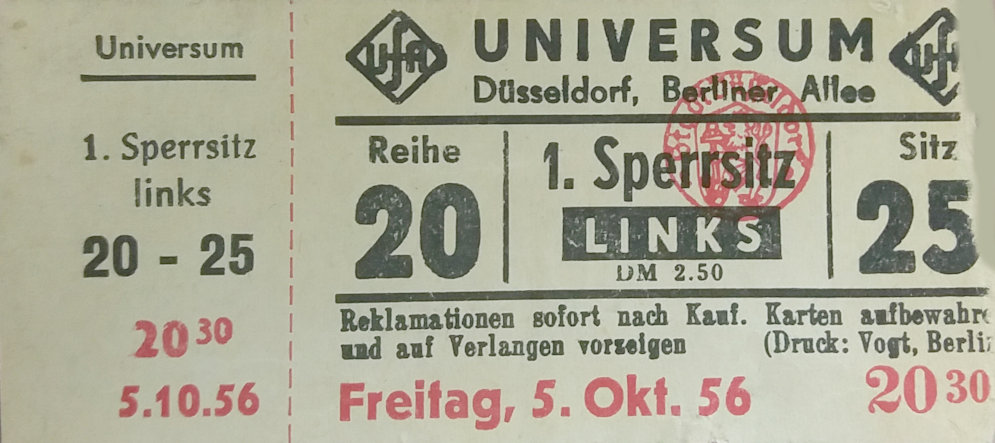 Universum
1. Sperrsitz
links
20 - 25
20 30
5.10.56
Ufa UNIVERSUM Ufa
Düsseldorf, Berliner Allee
Reihe
20
1. Sperrsitz
LINKS
DM 2.50
Sitz
25
Reklamationen sofort nach Kauf. Karten aufbewahre
und auf Verlangen vorzeigen (Druck: Vogt, Berli
Freitag, 5. Okt. 56 20 30